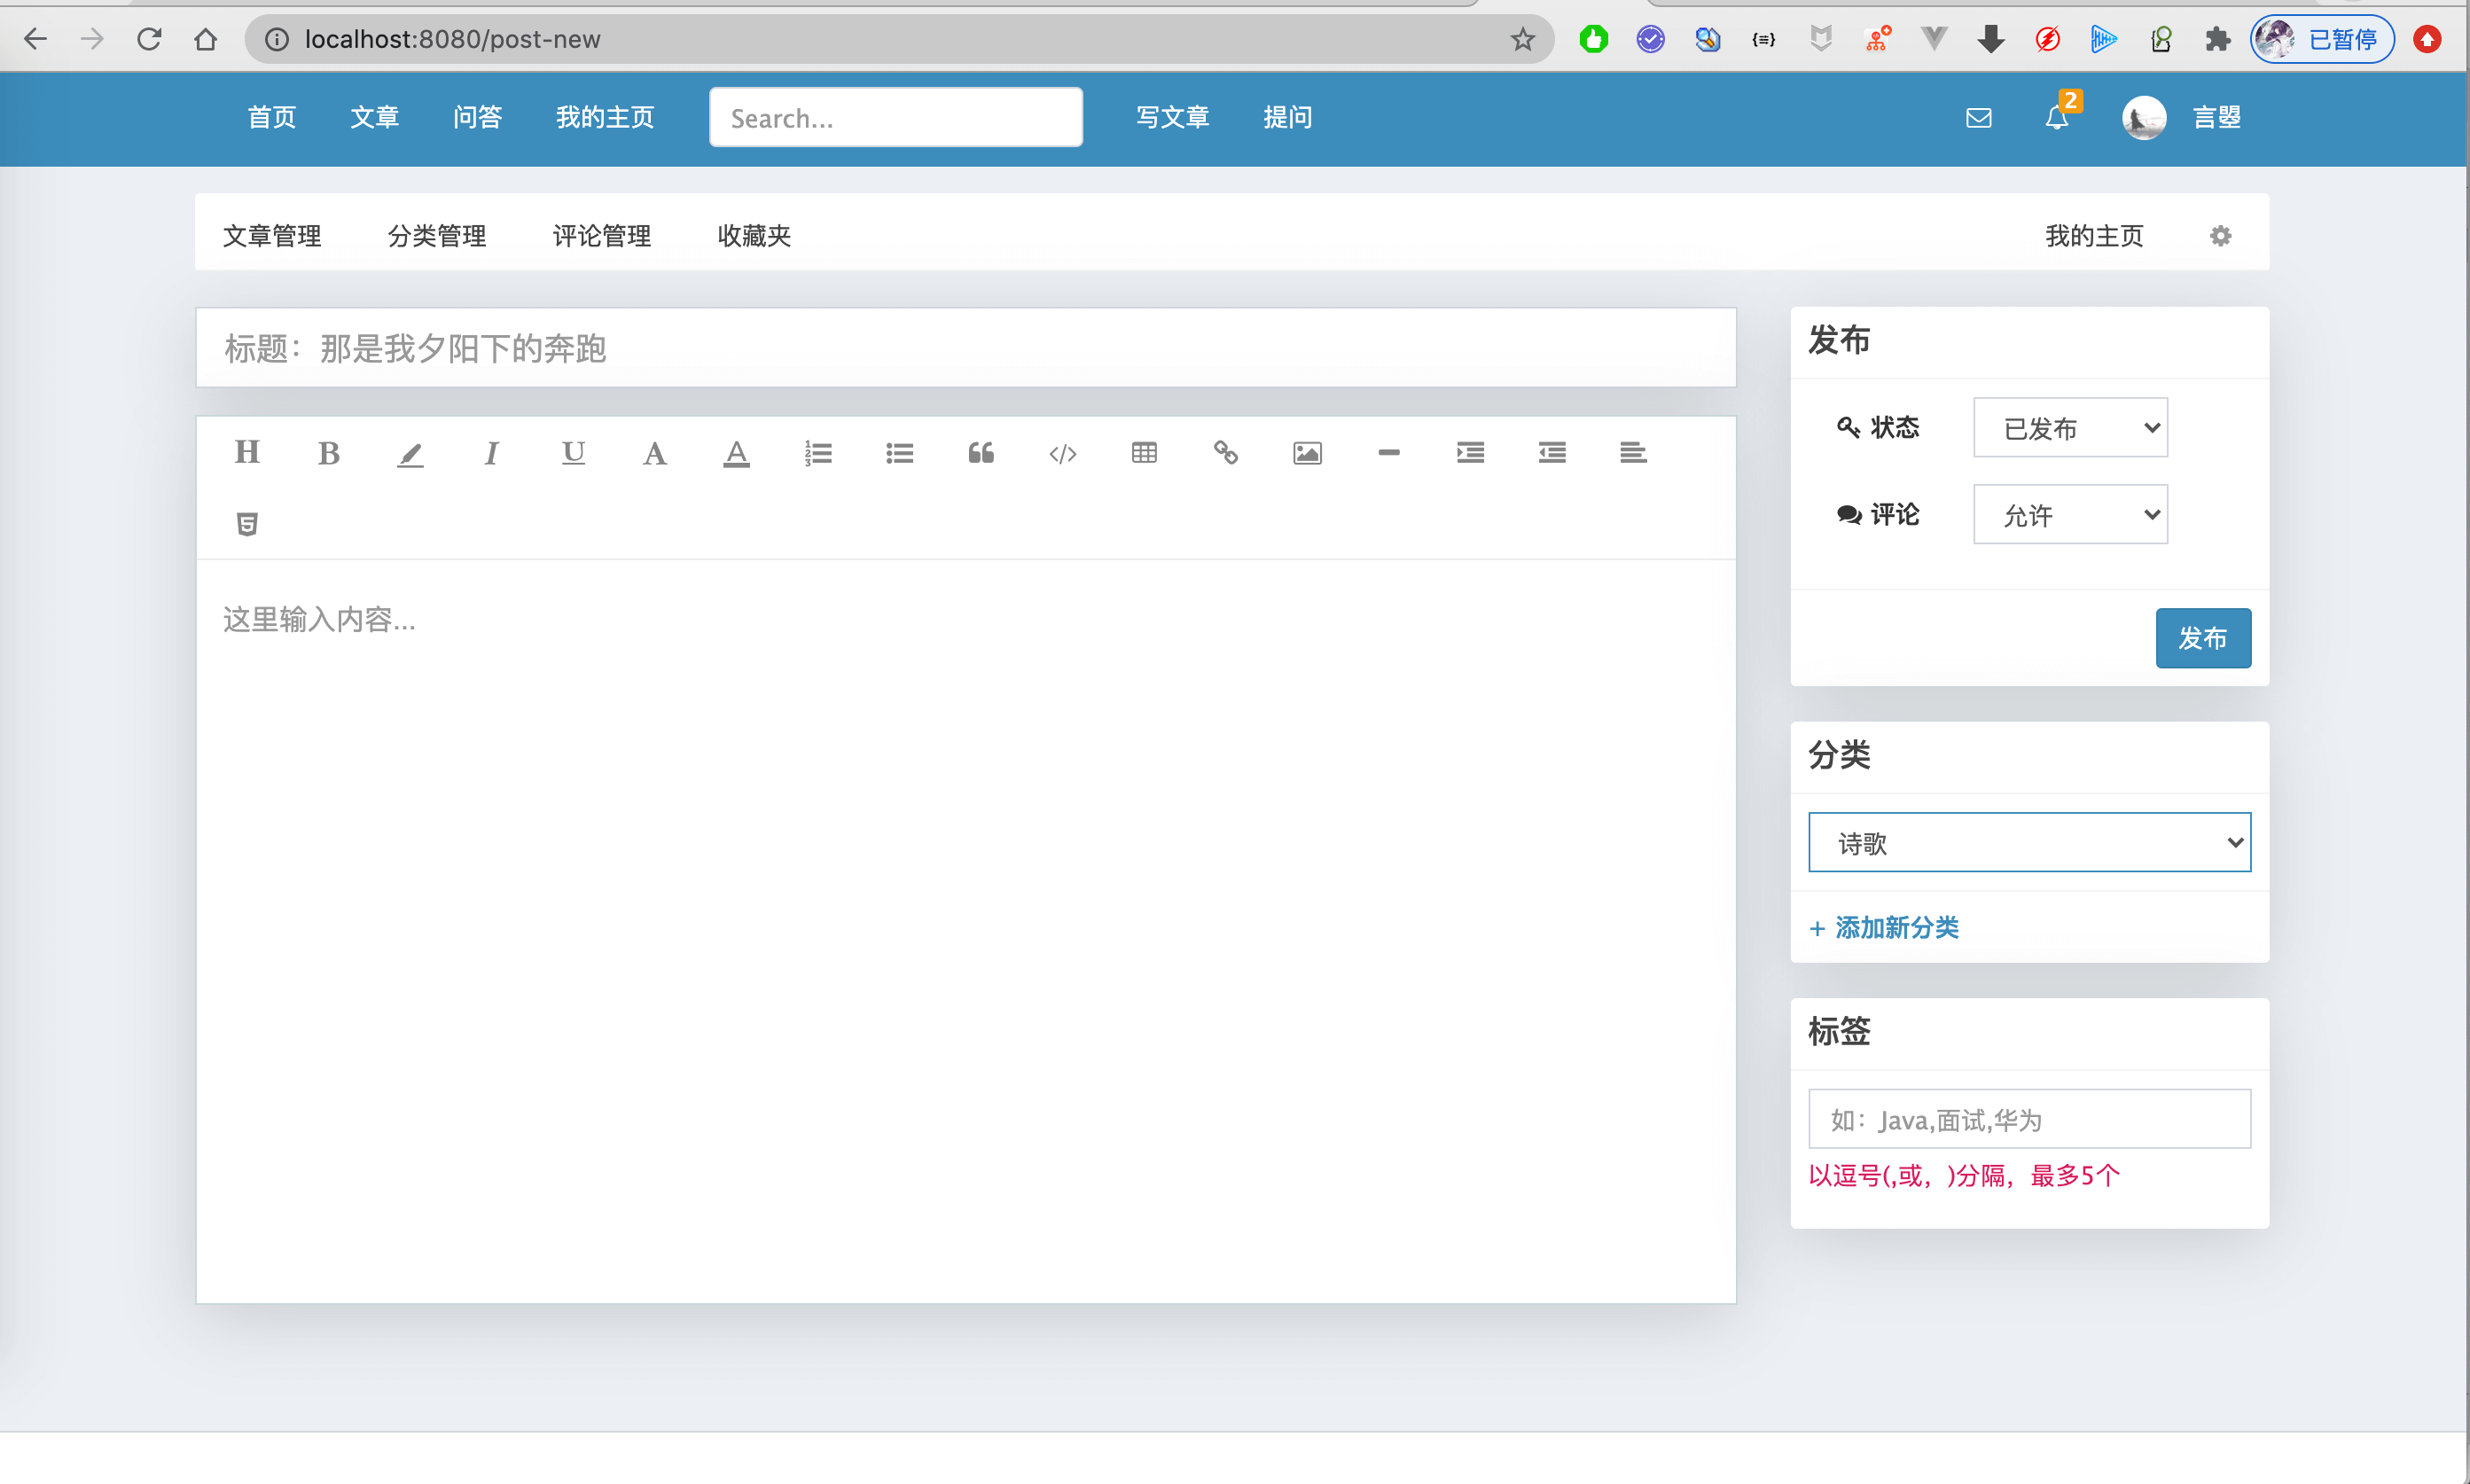 localhost:8080/post-new
已暂停
首页 文章 问答 我的主页 Search... 写文章 提问 2 言曌
文章管理 分类管理 评论管理 收藏夹 我的主页
标题：那是我夕阳下的奔跑
H B I U A A
这里输入内容...
发布
状态 已发布
评论 允许
发布
分类
诗歌
+ 添加新分类
标签
如：Java,面试,华为
以逗号(,或，)分隔，最多5个